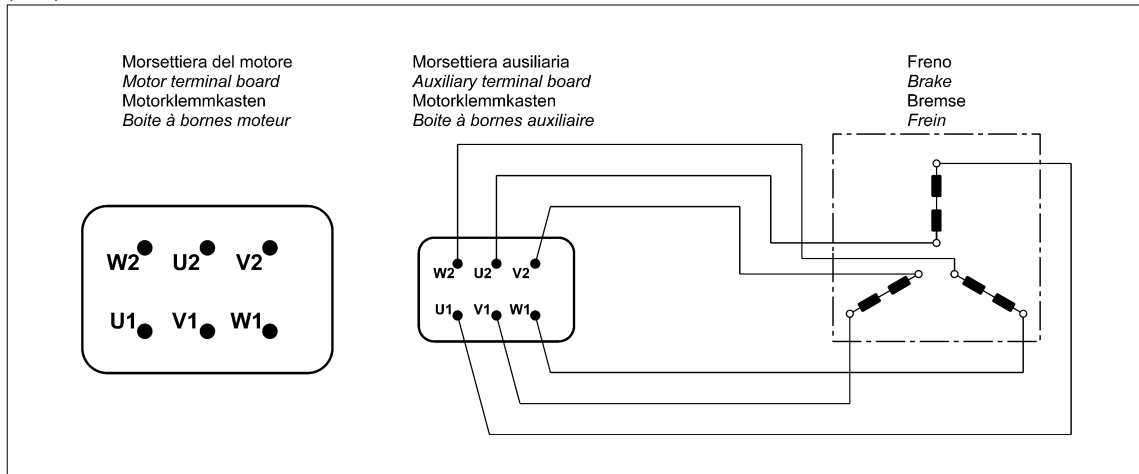 Morsettiera del motore
Motor terminal board
Motorklemmkasten
Boite à bornes moteur
Morsettiera ausiliaria
Auxiliary terminal board
Motorklemmkasten
Boite à bornes auxiliaire
Freno
Brake
Bremse
Frein
W2 U2 V2
U1 V1 W1
W2 U2 V2
U1 V1 W1